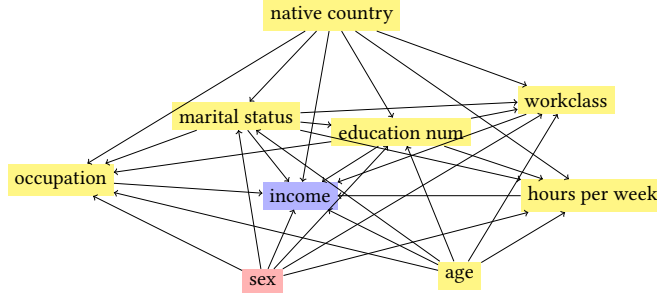 native country
workclass
marital status
education num
occupation
income
hours per week
sex
age